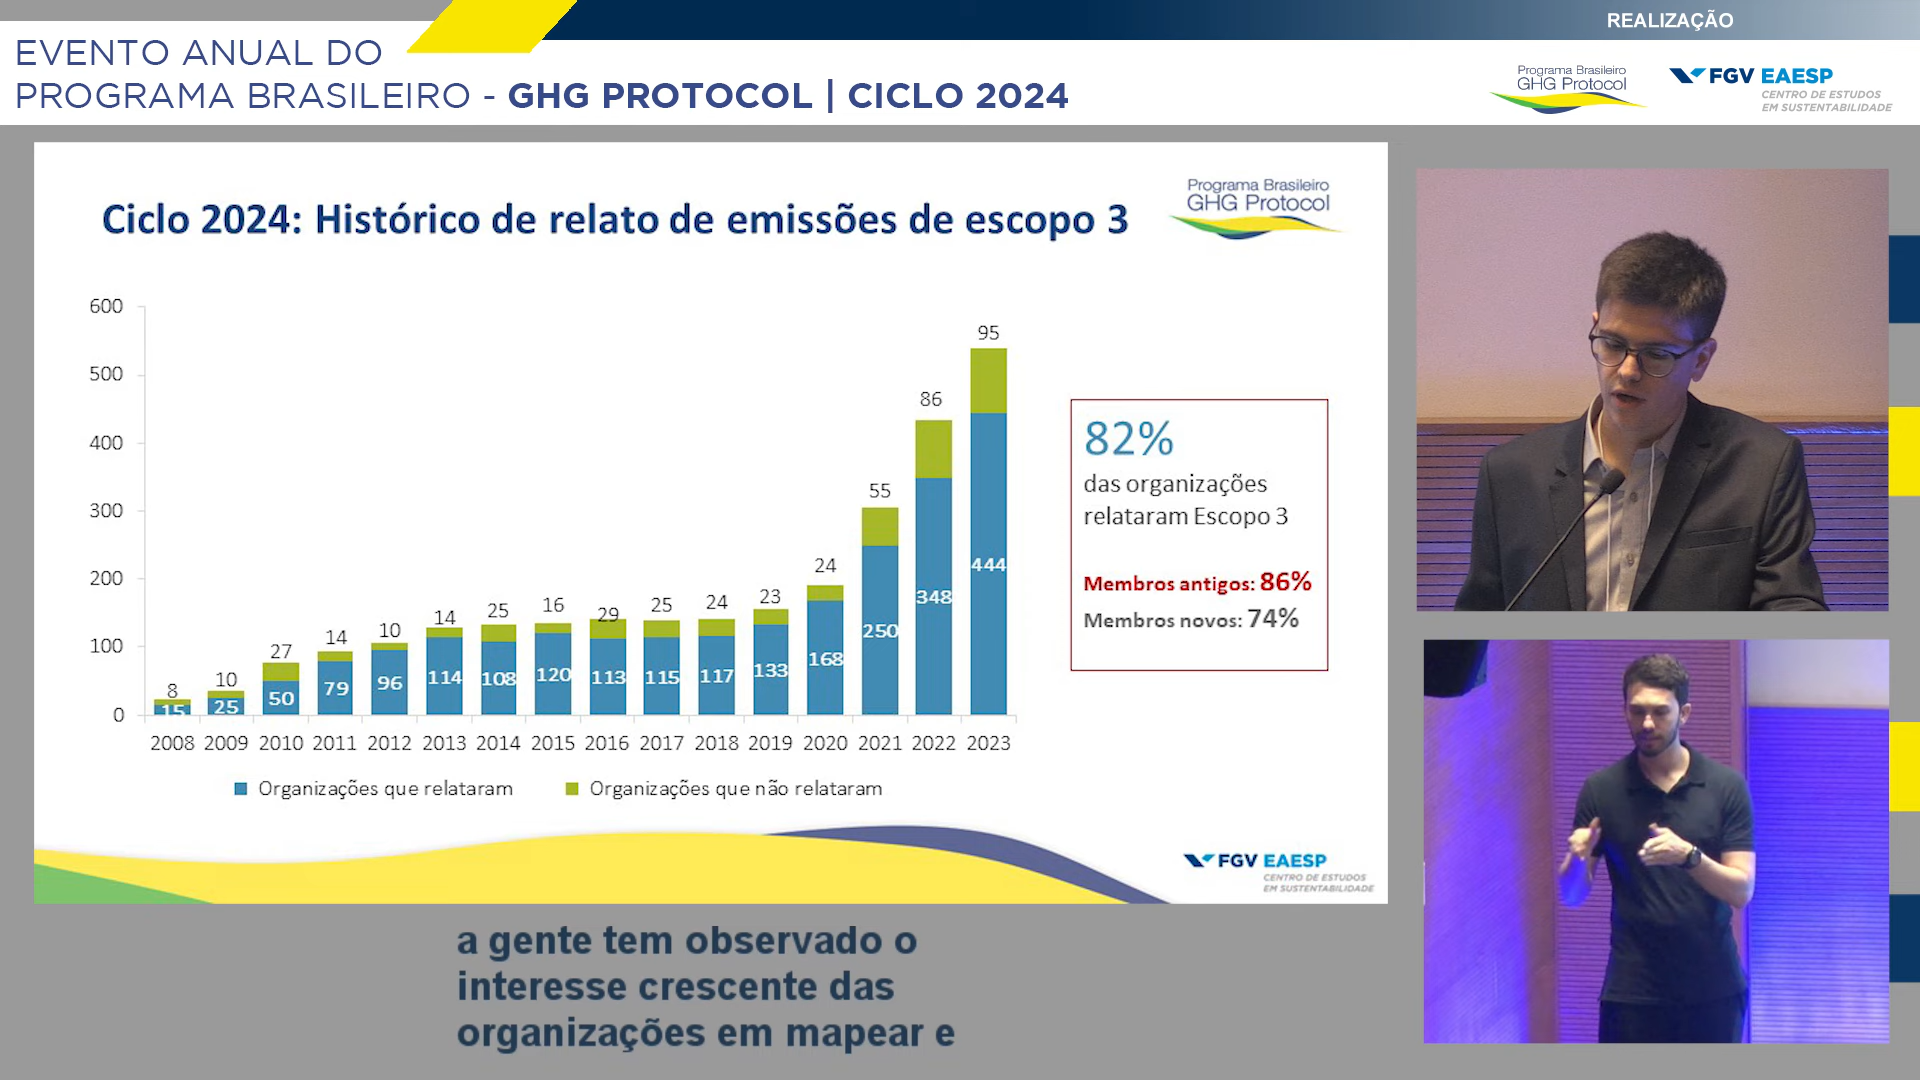 REALIZAÇÃO
EVENTO ANUAL DO
PROGRAMA BRASILEIRO - GHG PROTOCOL | CICLO 2024
Programa Brasileiro
GHG Protocol
FGV EAESP
CENTRO DE ESTUDOS
EM SUSTENTABILIDADE
Ciclo 2024: Histórico de relato de emissões de escopo 3
Programa Brasileiro
GHG Protocol
600
500
400
300
200
100
0
8 10 27 14 10 14 25 16 29 25 24 23 24 55 86 95
15 25 50 79 96 114 108 120 113 115 117 133 168 250 348 444
2008 2009 2010 2011 2012 2013 2014 2015 2016 2017 2018 2019 2020 2021 2022 2023
Organizações que relataram Organizações que não relataram
82%
das organizações
relataram Escopo 3
Membros antigos: 86%
Membros novos: 74%
FGV EAESP
CENTRO DE ESTUDOS
EM SUSTENTABILIDADE
a gente tem observado o
interesse crescente das
organizações em mapear e